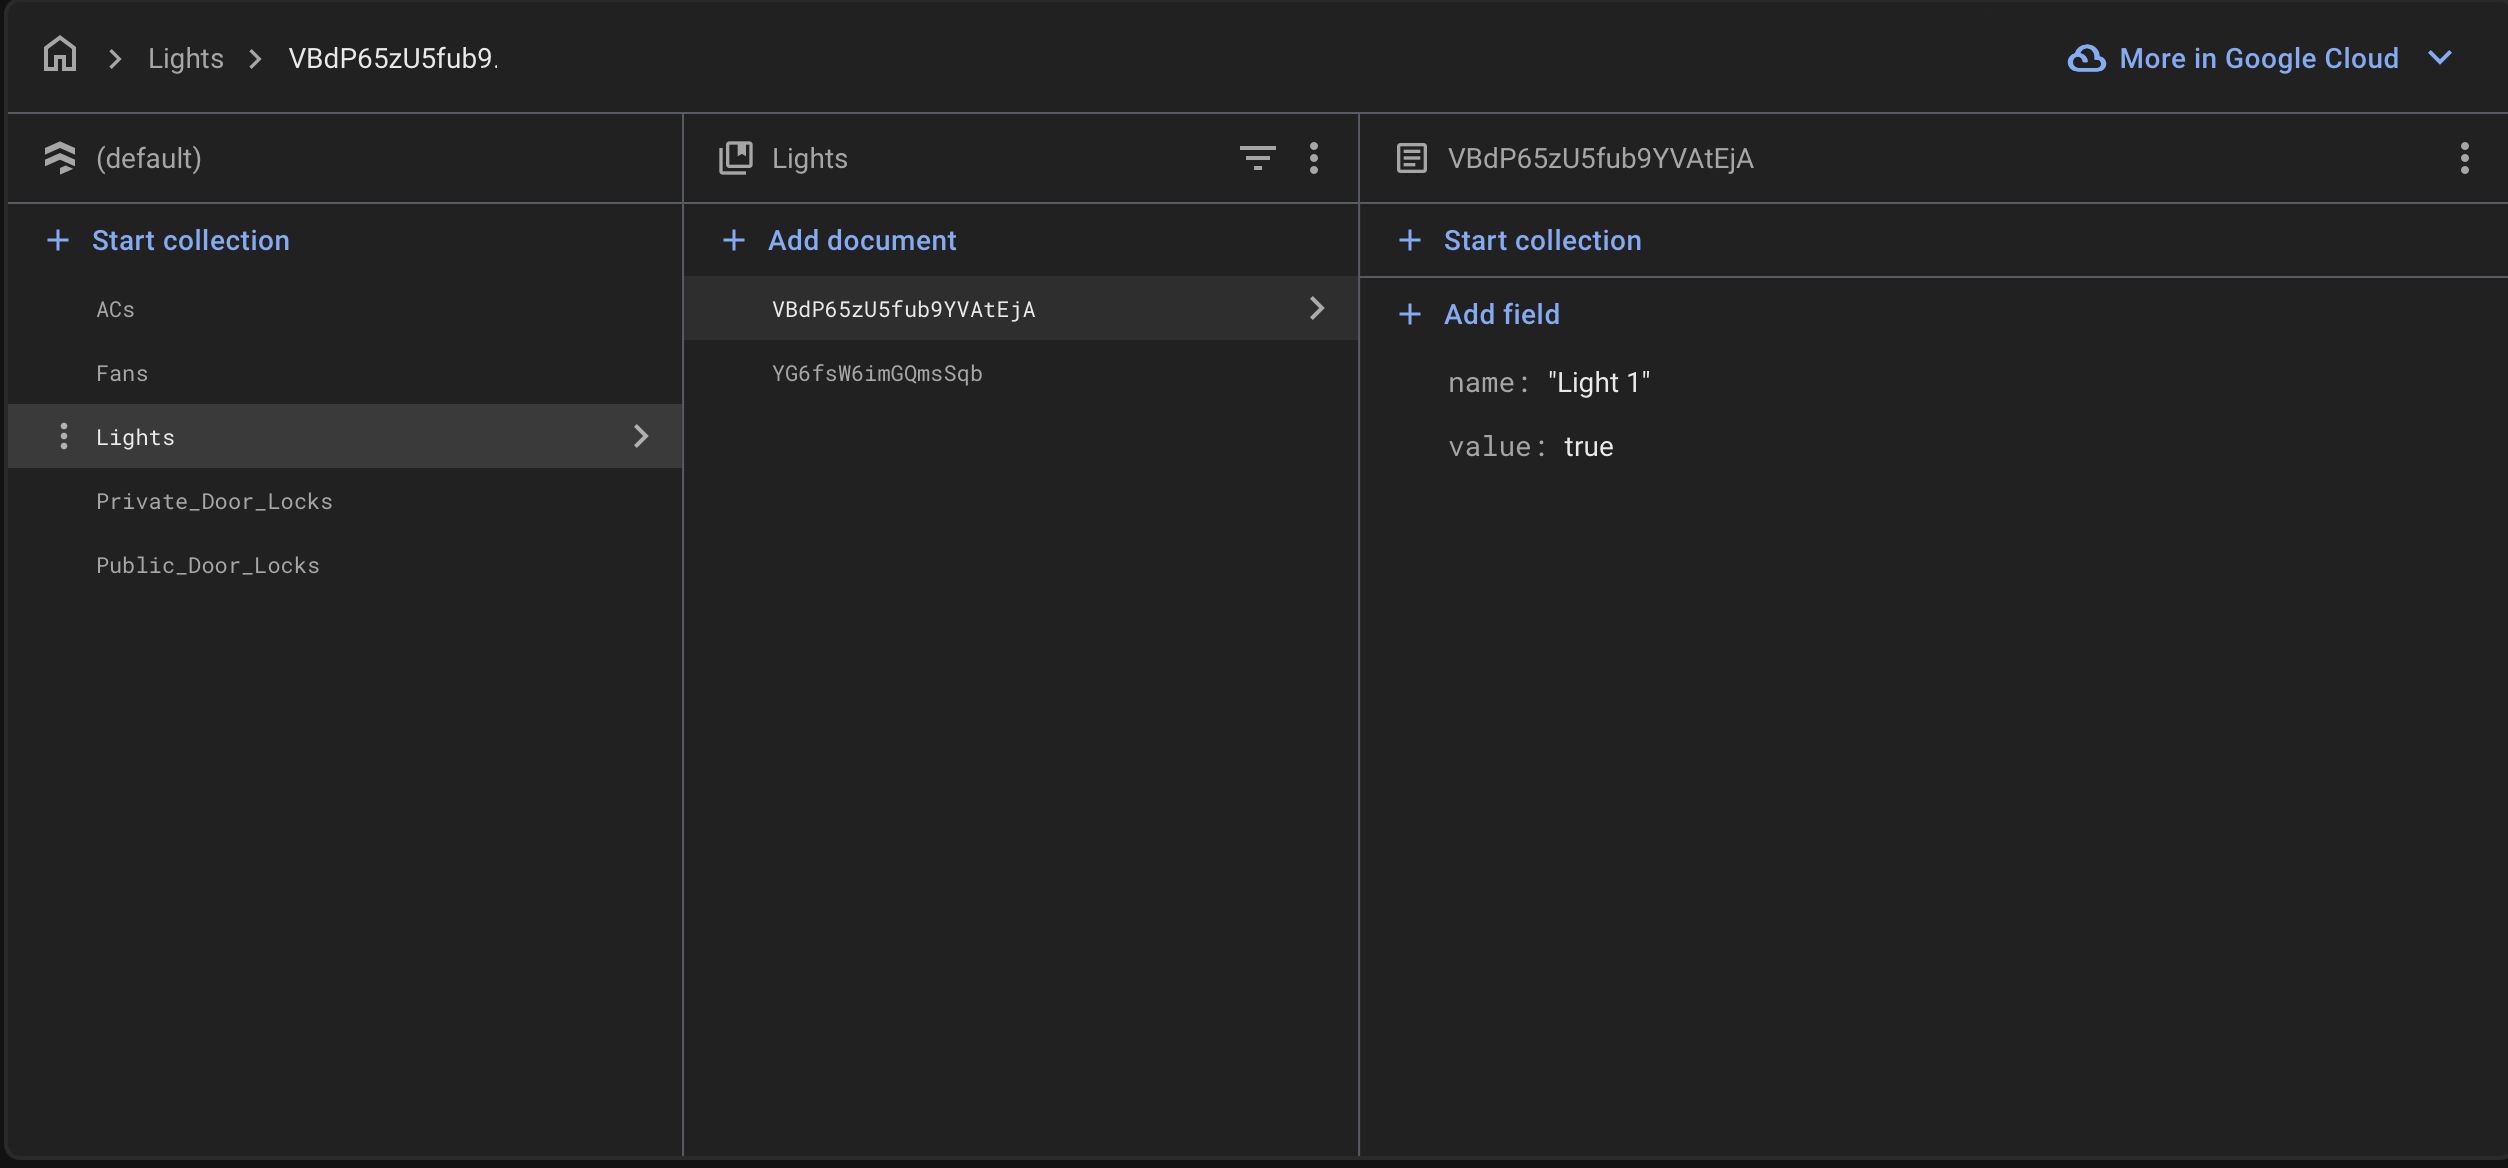 Lights
VBdP65zU5fub9.
More in Google Cloud
(default)
Start collection
ACs
Fans
Lights
Private_Door_Locks
Public_Door_Locks
Lights
Add document
VBdP65zU5fub9YVAtEjA
YG6fsW6imGQmsSqb
VBdP65zU5fub9YVAtEjA
Start collection
Add field
name: "Light 1"
value: true